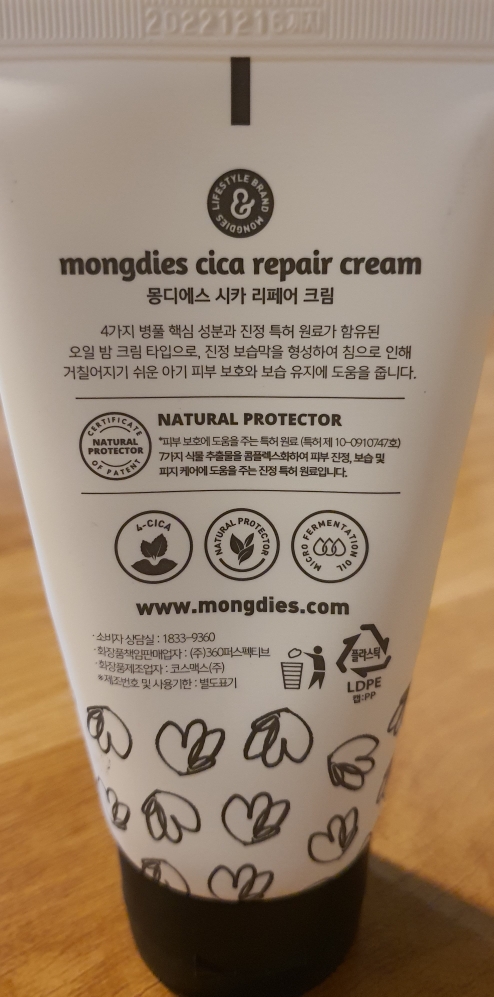 20221216까지
LIFESTYLE BRAND
&
MONGDIES
mongdies cica repair cream
몽디에스 시카 리페어 크림
4가지 병풀 핵심 성분과 진정 특허 원료가 함유된
오일 밤 크림 타입으로, 진정 보습막을 형성하여 침으로 인해
거칠어지기 쉬운 아기 피부 보호와 보습 유지에 도움을 줍니다.
CERTIFICATE
NATURAL
PROTECTOR
OF PATENT
NATURAL PROTECTOR
*피부 보호에 도움을 주는 특허 원료 (특허 제 10-0910747호)
7가지 식물 추출물을 콤플렉스화하여 피부 진정, 보습 및
피지 케어에 도움을 주는 진정 특허 원료입니다.
4-CICA
NATURAL PROTECTOR
MICRO FERMENTATION OIL
www.mongdies.com
·소비자 상담실 : 1833-9360
·화장품책임판매업자 : (주)360퍼스펙티브
·화장품제조업자 : 코스맥스(주)
*제조번호 및 사용기한 : 별도표기
플라스틱
LDPE
캡:PP